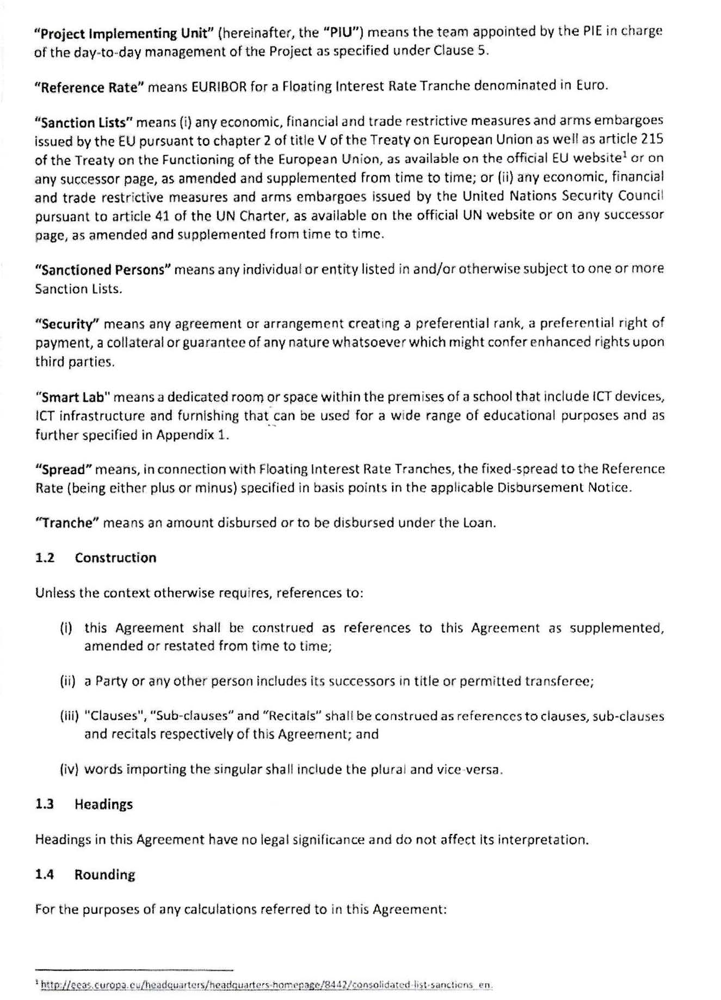 “Project Implementing Unit” (hereinafter, the “PIU”) means the team appointed by the PIE in charge
of the day-to-day management of the Project as specified under Clause 5.
“Reference Rate” means EURIBOR for a Floating Interest Rate Tranche denominated in Euro.
“Sanction Lists” means (i) any economic, financial and trade restrictive measures and arms embargoes
issued by the EU pursuant to chapter 2 of title V of the Treaty on European Union as well as article 215
of the Treaty on the Functioning of the European Union, as available on the official EU website¹ or on
any successor page, as amended and supplemented from time to time; or (ii) any economic, financial
and trade restrictive measures and arms embargoes issued by the United Nations Security Council
pursuant to article 41 of the UN Charter, as available on the official UN website or on any successor
page, as amended and supplemented from time to time.
“Sanctioned Persons” means any individual or entity listed in and/or otherwise subject to one or more
Sanction Lists.
“Security” means any agreement or arrangement creating a preferential rank, a preferential right of
payment, a collateral or guarantee of any nature whatsoever which might confer enhanced rights upon
third parties.
“Smart Lab" means a dedicated room or space within the premises of a school that include ICT devices,
ICT infrastructure and furnishing that can be used for a wide range of educational purposes and as
further specified in Appendix 1.
“Spread” means, in connection with Floating Interest Rate Tranches, the fixed-spread to the Reference
Rate (being either plus or minus) specified in basis points in the applicable Disbursement Notice.
“Tranche” means an amount disbursed or to be disbursed under the Loan.
1.2 Construction
Unless the context otherwise requires, references to:
(i) this Agreement shall be construed as references to this Agreement as supplemented,
amended or restated from time to time;
(ii) a Party or any other person includes its successors in title or permitted transferee;
(iii) "Clauses", “Sub-clauses” and “Recitals” shall be construed as references to clauses, sub-clauses
and recitals respectively of this Agreement; and
(iv) words importing the singular shall include the plural and vice-versa.
1.3 Headings
Headings in this Agreement have no legal significance and do not affect its interpretation.
1.4 Rounding
For the purposes of any calculations referred to in this Agreement:
¹ http://eeas.europa.eu/headquarters/headquarters-homepage/8442/consolidated-list-sanctions_en.